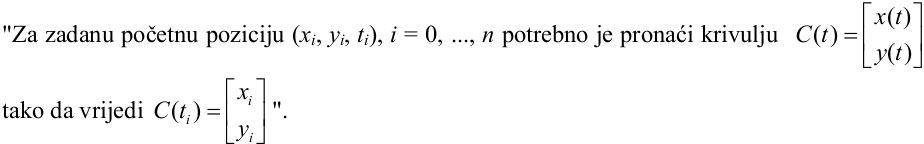 "Za zadanu početnu poziciju (xᵢ, yᵢ, tᵢ), i = 0, ..., n potrebno je pronaći krivulju C(t) = [x(t) y(t)]
tako da vrijedi C(tᵢ) = [xᵢ yᵢ] ".